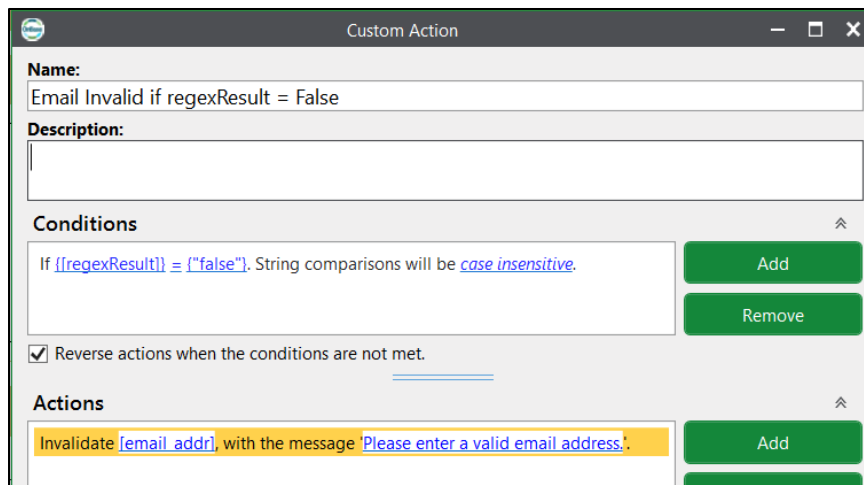 Custom Action
Name:
Email Invalid if regexResult = False
Description:
Conditions
If {[regexResult]} = {"false"}. String comparisons will be case insensitive.
Add
Remove
Reverse actions when the conditions are not met.
Actions
Invalidate [email_addr], with the message 'Please enter a valid email address.'.
Add